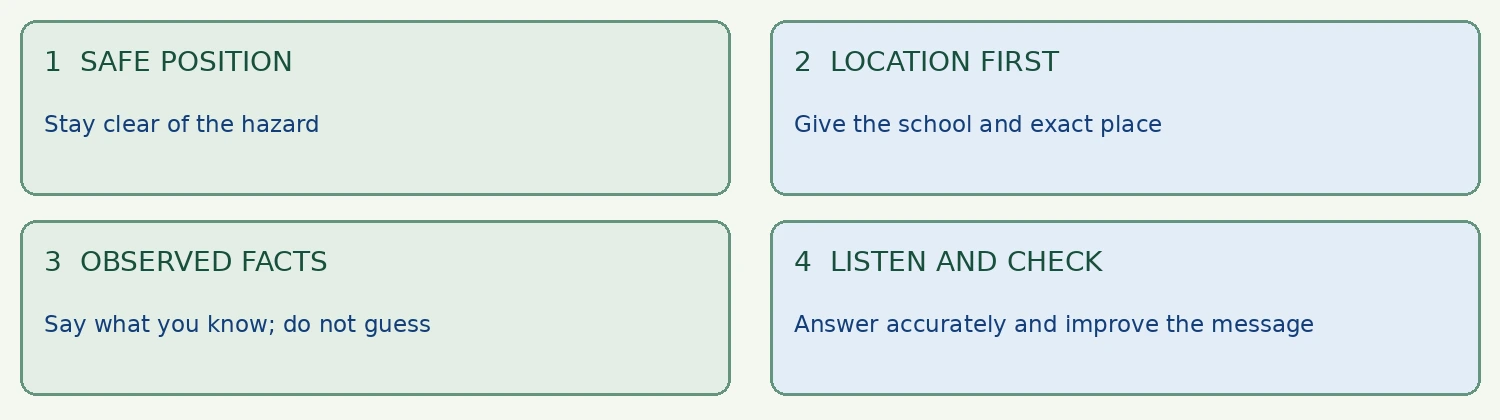 1 SAFE POSITION
Stay clear of the hazard
2 LOCATION FIRST
Give the school and exact place
3 OBSERVED FACTS
Say what you know; do not guess
4 LISTEN AND CHECK
Answer accurately and improve the message